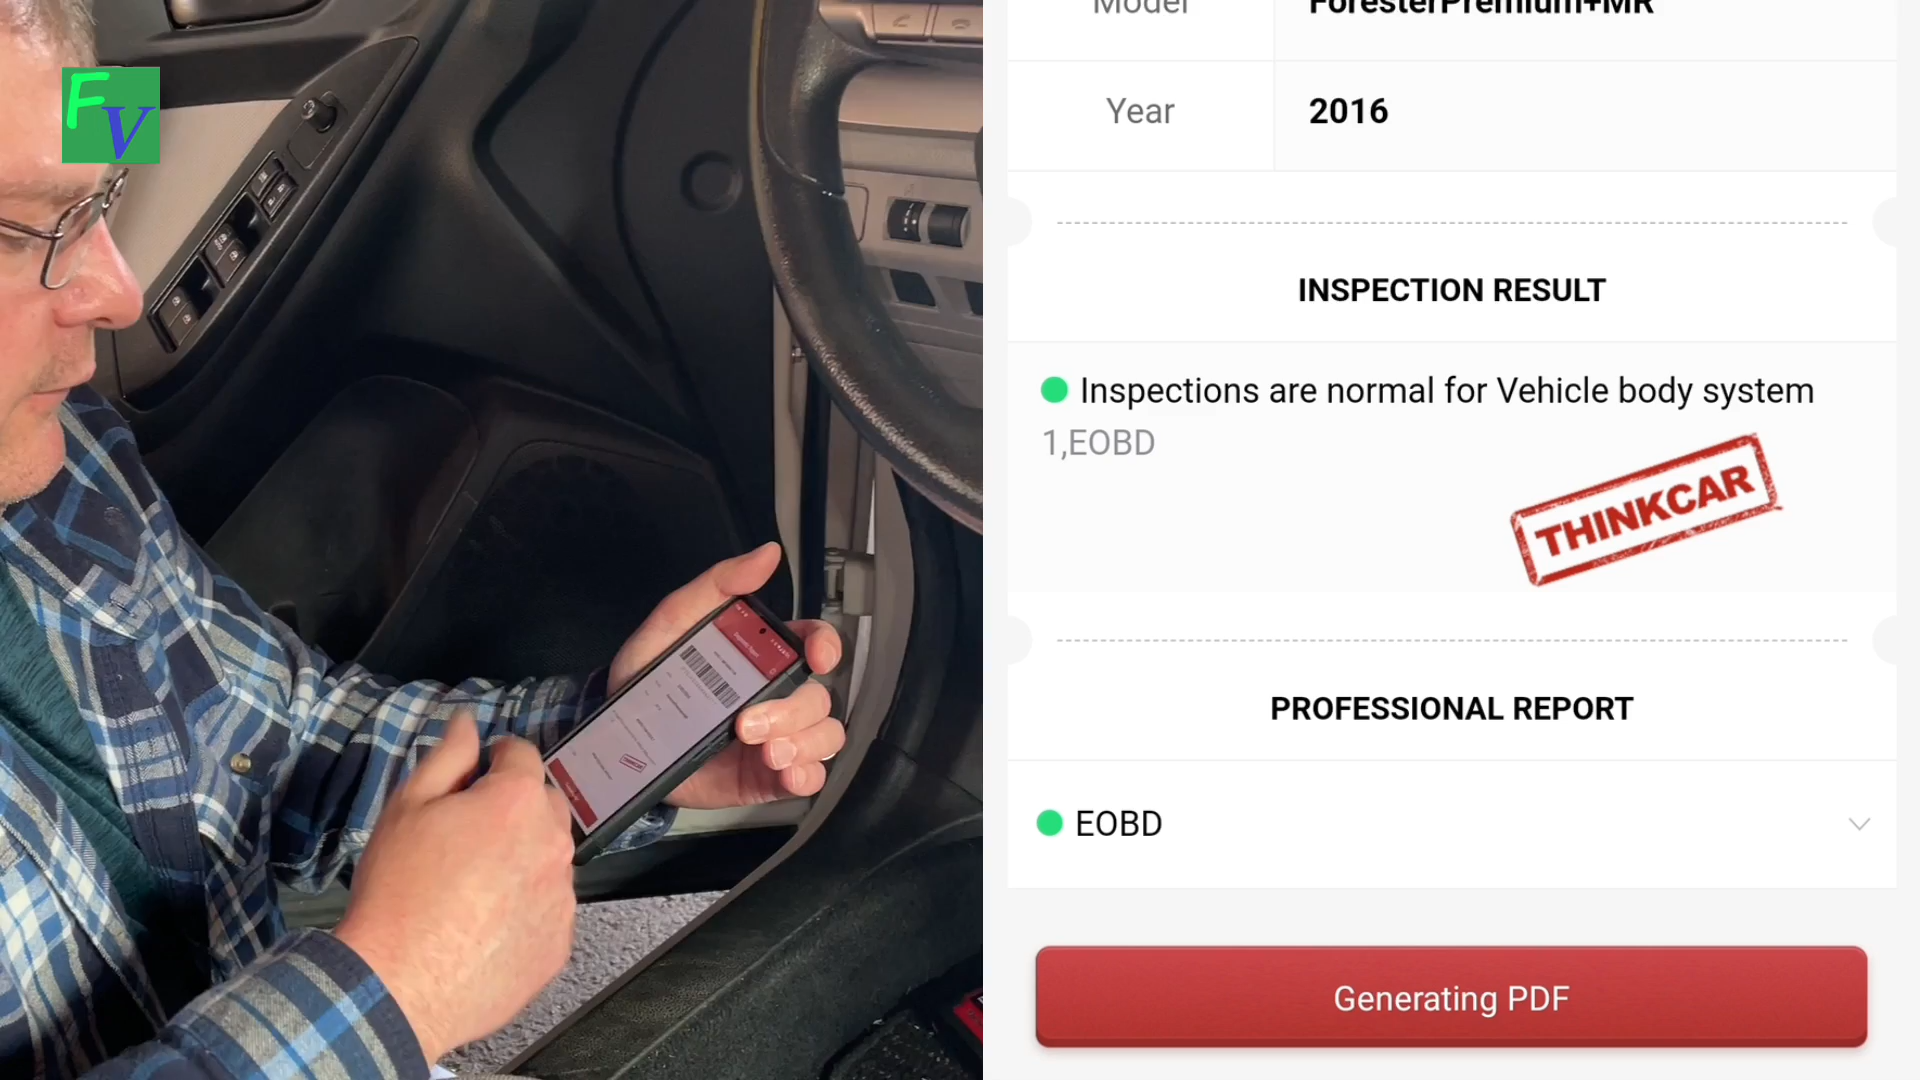 FV
Model
ForesterPremium+MR
Year
2016
INSPECTION RESULT
Inspections are normal for Vehicle body system
1,EOBD
THINKCAR
PROFESSIONAL REPORT
EOBD
Generating PDF